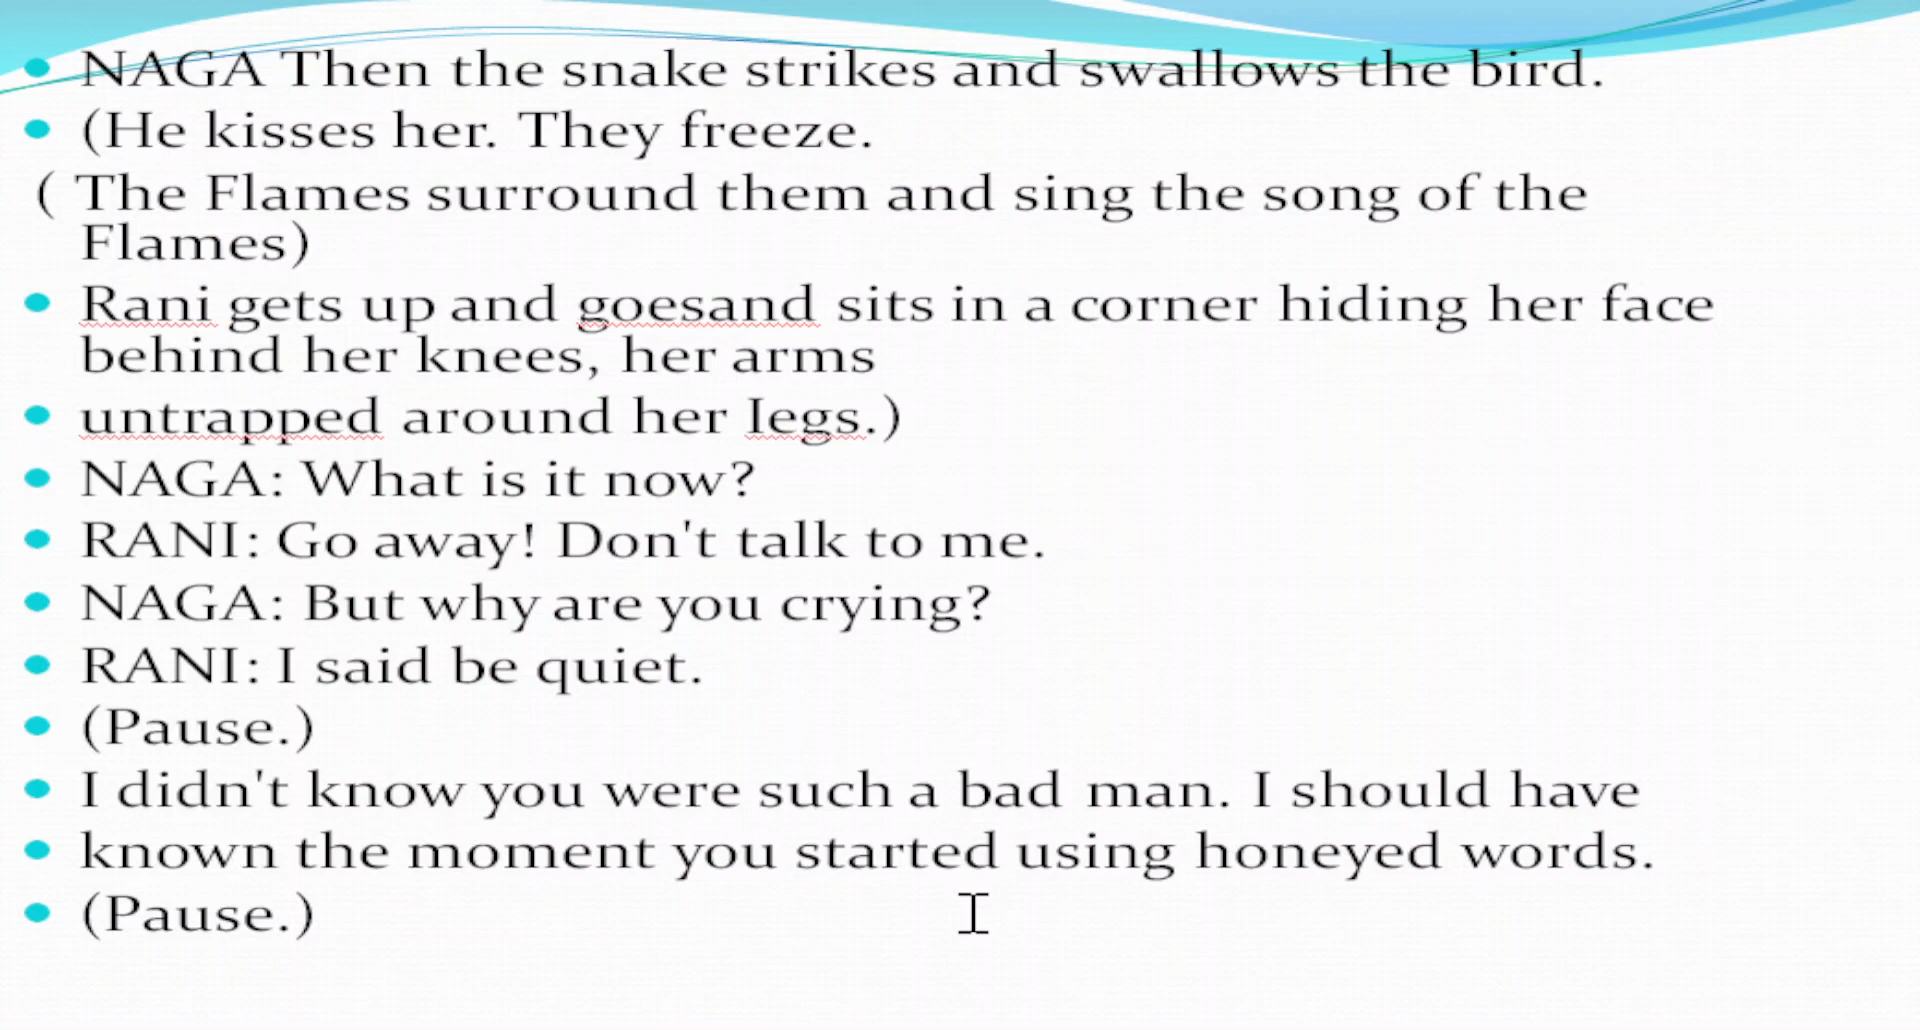 NAGA Then the snake strikes and swallows the bird.
(He kisses her. They freeze.
( The Flames surround them and sing the song of the
Flames)
Rani gets up and goesand sits in a corner hiding her face
behind her knees, her arms
untrapped around her Iegs.)
NAGA: What is it now?
RANI: Go away! Don't talk to me.
NAGA: But why are you crying?
RANI: I said be quiet.
(Pause.)
I didn't know you were such a bad man. I should have
known the moment you started using honeyed words.
(Pause.)